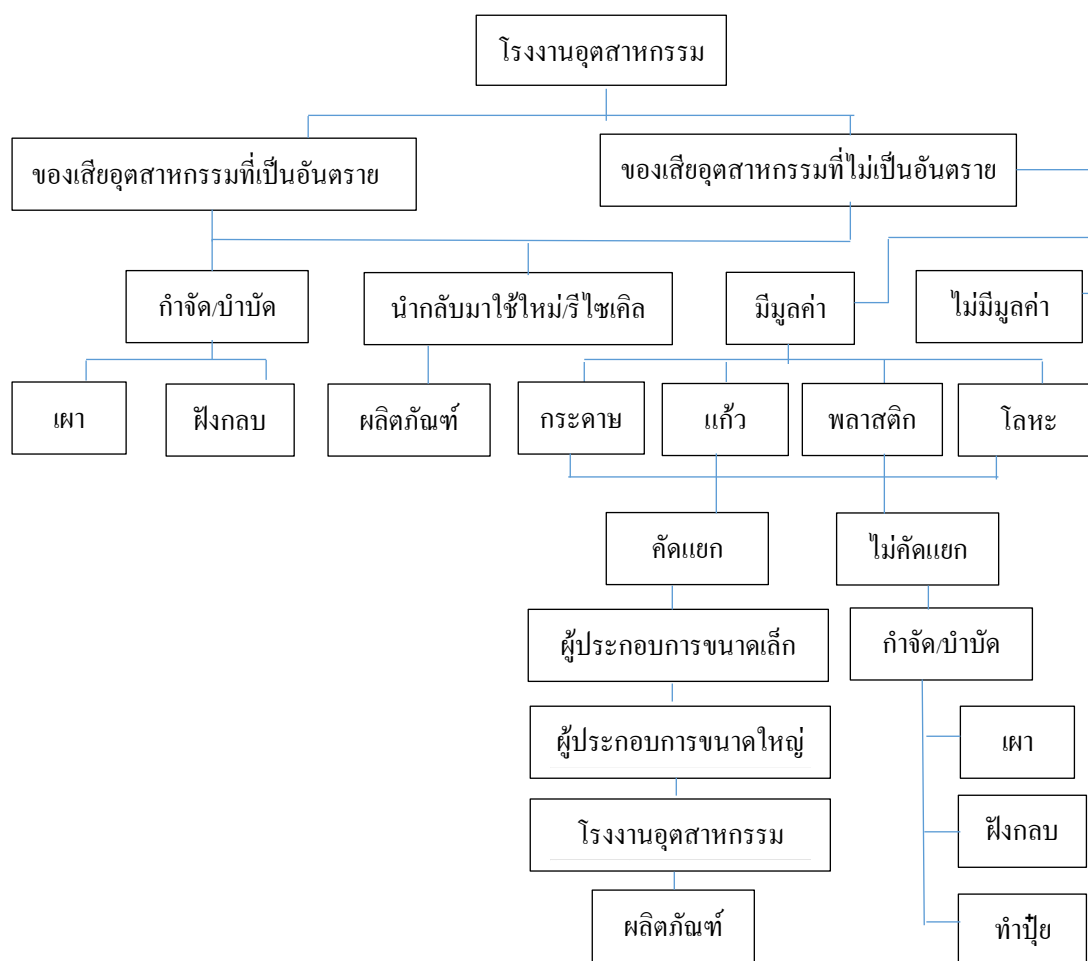 โรงงานอุตสาหกรรม
ของเสียอุตสาหกรรมที่เป็นอันตราย
ของเสียอุตสาหกรรมที่ไม่เป็นอันตราย
กำจัด/บำบัด
นำกลับมาใช้ใหม่/รีไซเคิล
มีมูลค่า
ไม่มีมูลค่า
เผา
ฝังกลบ
ผลิตภัณฑ์
กระดาษ
แก้ว
พลาสติก
โลหะ
คัดแยก
ไม่คัดแยก
ผู้ประกอบการขนาดเล็ก
กำจัด/บำบัด
ผู้ประกอบการขนาดใหญ่
เผา
โรงงานอุตสาหกรรม
ฝังกลบ
ผลิตภัณฑ์
ทำปุ๋ย